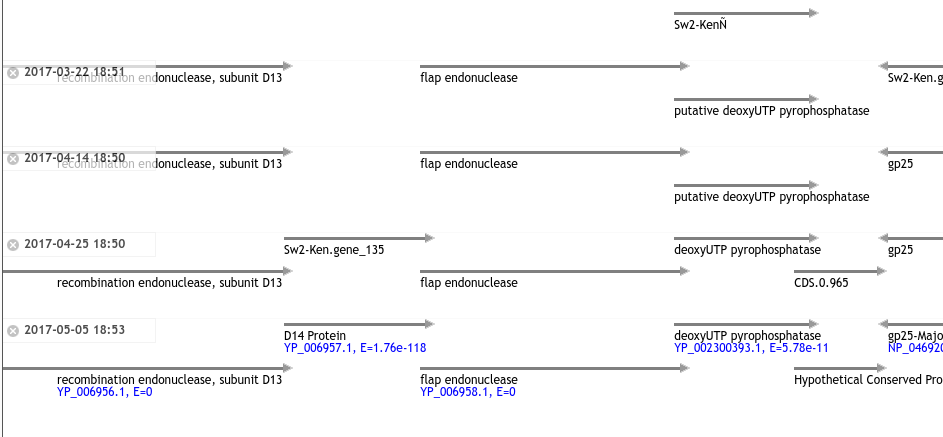 Sw2-KenÑ
2017-03-22 18:51
recombination endonuclease, subunit D13
flap endonuclease
Sw2-Ken.g
putative deoxyUTP pyrophosphatase
2017-04-14 18:50
recombination endonuclease, subunit D13
flap endonuclease
gp25
putative deoxyUTP pyrophosphatase
2017-04-25 18:50
Sw2-Ken.gene_135
deoxyUTP pyrophosphatase
gp25
recombination endonuclease, subunit D13
flap endonuclease
CDS.0.965
2017-05-05 18:53
D14 Protein
deoxyUTP pyrophosphatase
gp25-Majo
YP_006957.1, E=1.76e-118
YP_002300393.1, E=5.78e-11
NP_046920
recombination endonuclease, subunit D13
flap endonuclease
Hypothetical Conserved Pro
YP_006956.1, E=0
YP_006958.1, E=0